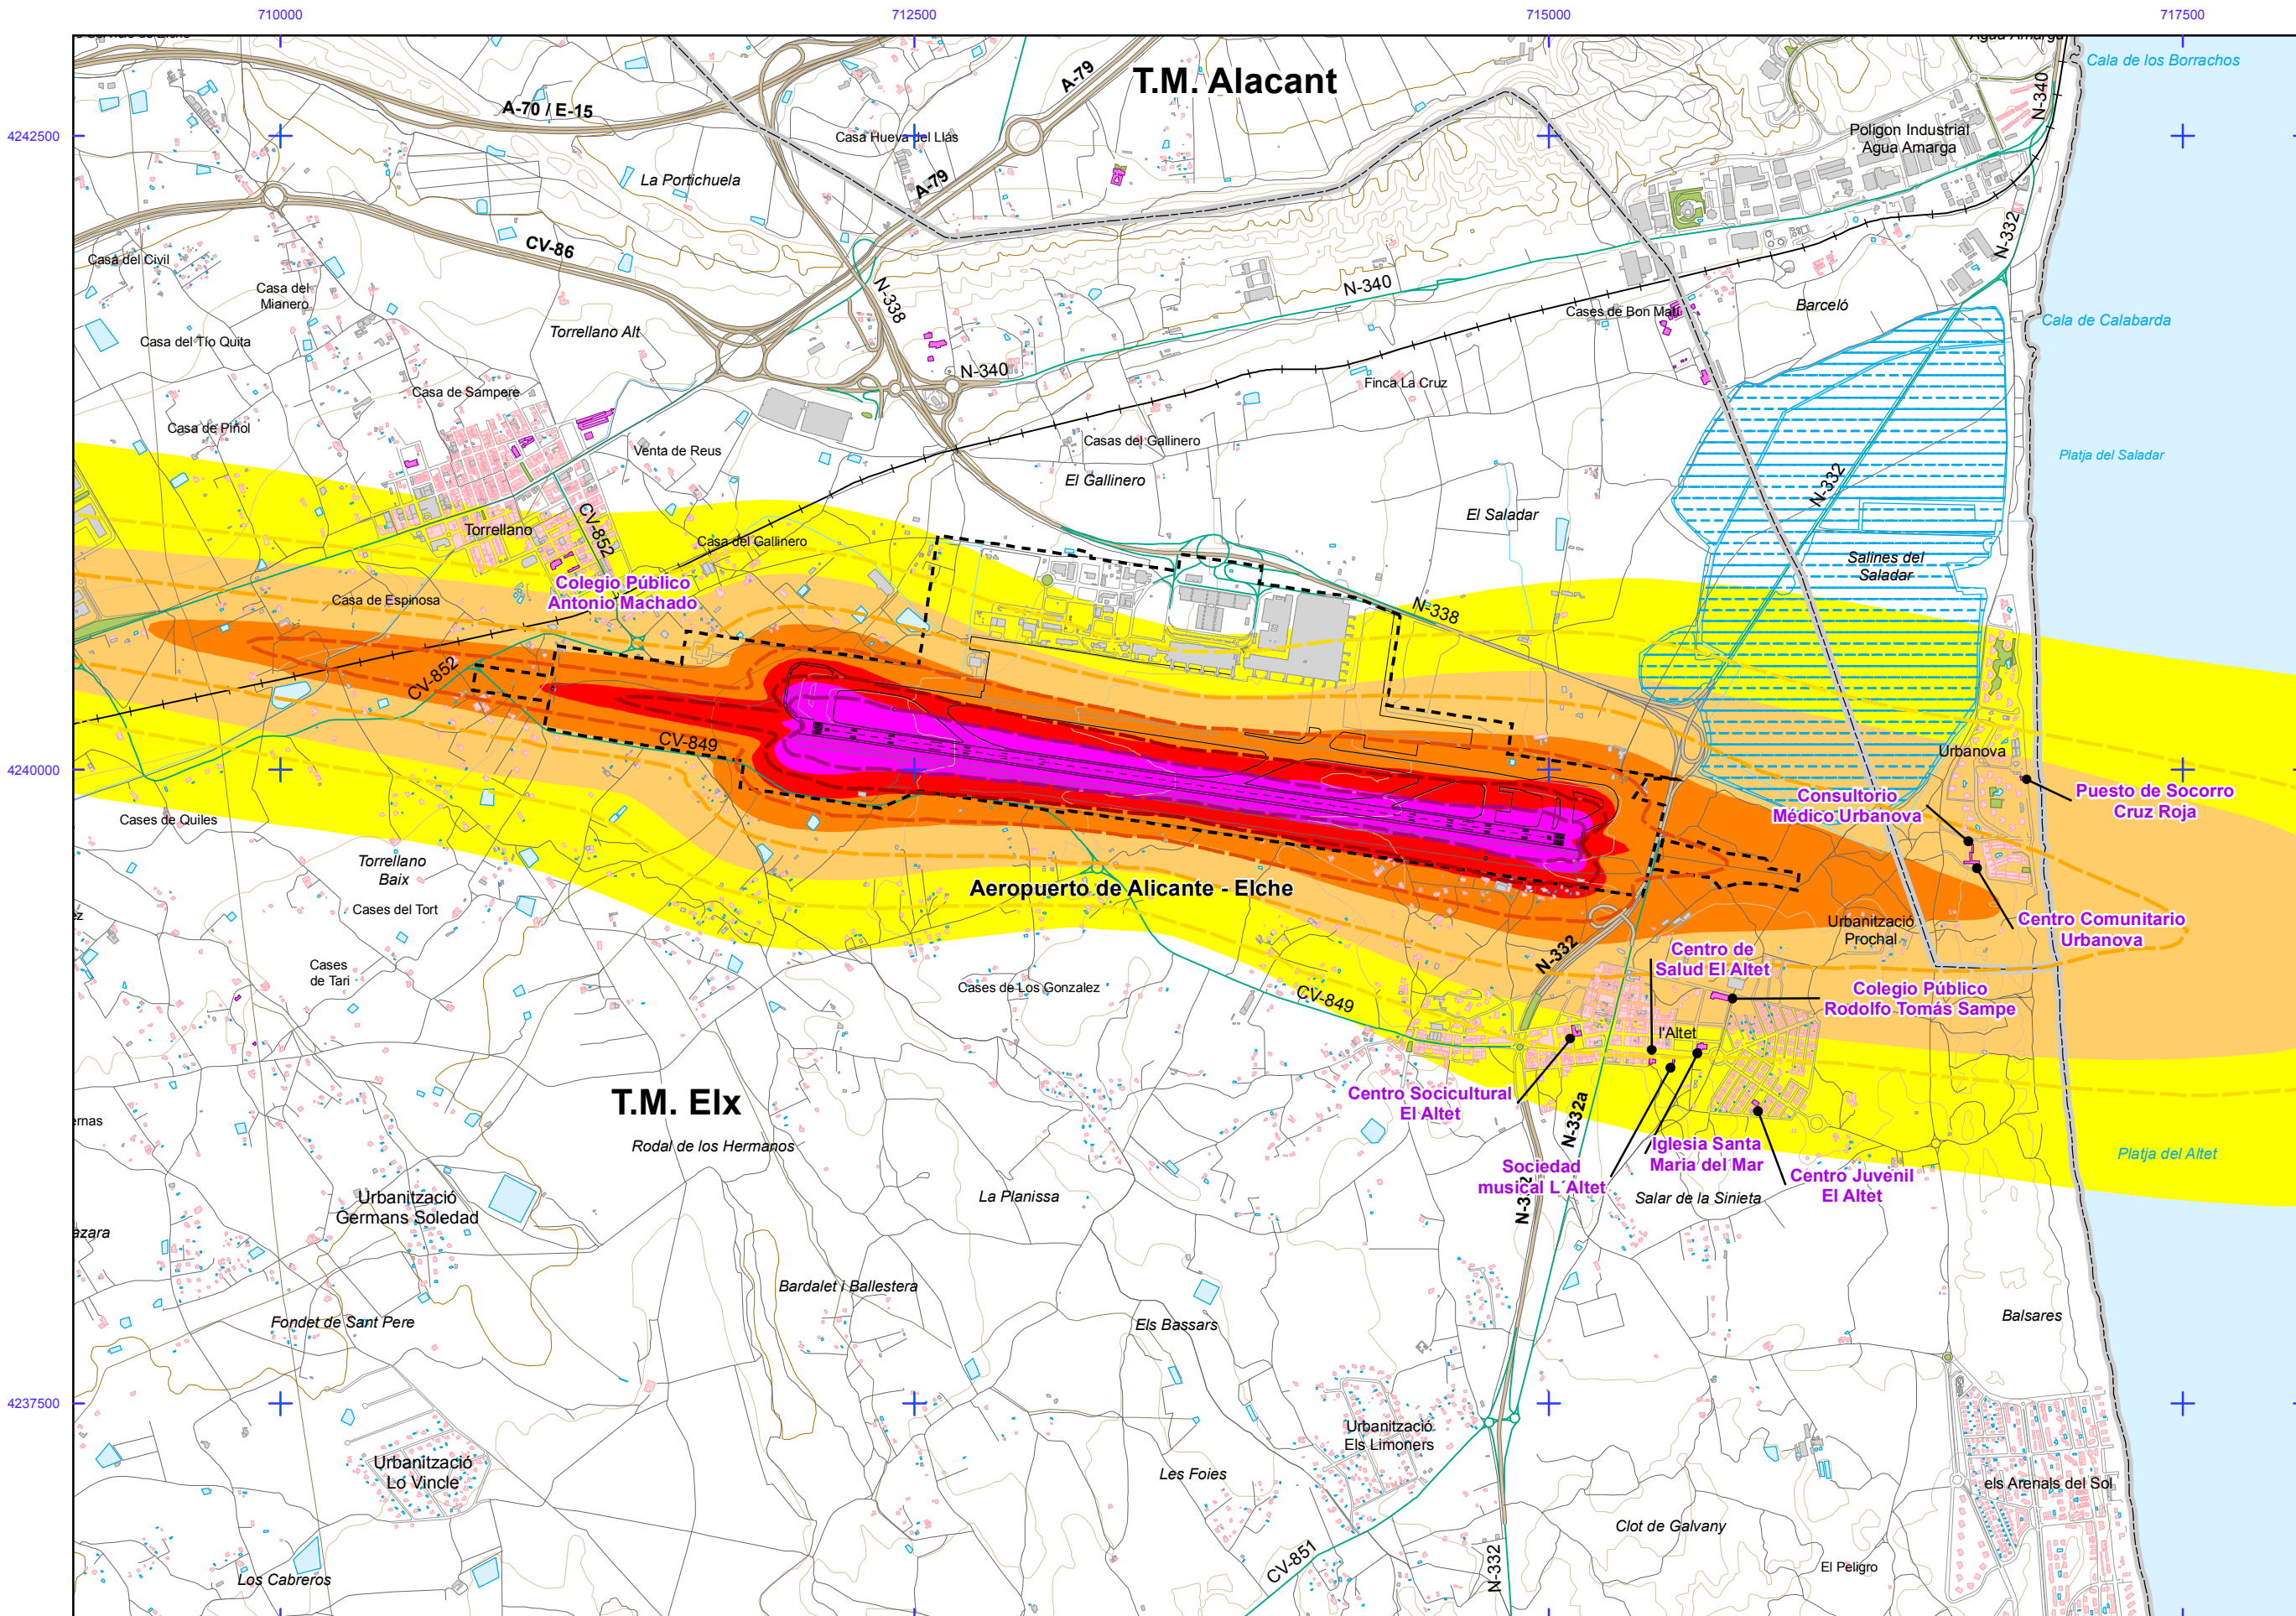 710000
712500
715000
717500
4242500
4240000
4237500
T.M. Alacant
Agua Amarga
Cala de los Borrachos
A-79
N-340
A-70 / E-15
Casa Hueva del Llás
Polígon Industrial
Agua Amarga
La Portichuela
A-79
CV-86
N-332
Casa del Civil
Casa del
Mianero
N-338
N-340
Barceló
Cases de Bon Matí
Cala de Calabarda
Torrellano Alt
Casa del Tío Quita
N-340
Finca La Cruz
Casa de Sampere
Casa de Piñol
Venta de Reus
Casas del Gallinero
Platja del Saladar
El Gallinero
N-332
El Saladar
Torrellano
CV-852
Casa del Gallinero
Salines del
Saladar
Colegio Público
Antonio Machado
Casa de Espinosa
N-338
CV-852
CV-849
Urbanova
Puesto de Socorro
Cruz Roja
Consultorio
Médico Urbanova
Cases de Quiles
Torrellano
Baix
Aeropuerto de Alicante - Elche
Cases del Tort
Centro Comunitario
Urbanova
Urbanització
Prochal
Centro de
Salud El Altet
N-332
Cases
de Tari
Cases de Los Gonzalez
CV-849
Colegio Público
Rodolfo Tomás Sampe
l'Altet
T.M. Elx
Centro Socicultural
El Altet
N-332a
Rodal de los Hermanos
Iglesia Santa
Maria del Mar
Platja del Altet
Sociedad
musical L´Altet
Centro Juvenil
El Altet
Urbanització
Germans Soledad
La Planissa
Salar de la Sinieta
Bardalet i Ballestera
Fondet de Sant Pere
Els Bassars
Balsares
Urbanització
Els Limoners
Urbanització
Lo Vincle
Les Foies
els Arenals del Sol
Clot de Galvany
CV-851
N-332
El Peligro
Los Cabreros